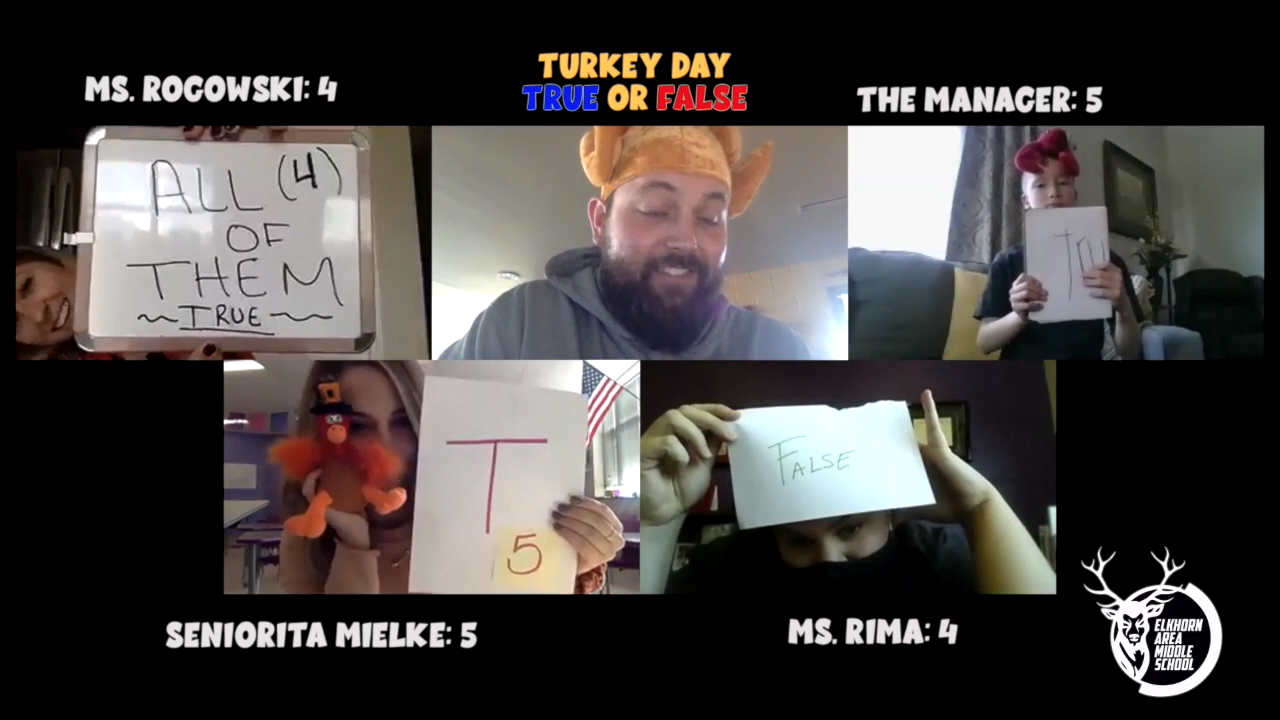 MS. ROGOWSKI: 4
TURKEY DAY
TRUE OR FALSE
THE MANAGER: 5
ALL (4)
OF
THEM
~TRUE~
TRU
T
5
FALSE
SENIORITA MIELKE: 5
MS. RIMA: 4
ELKHORN
AREA
MIDDLE
SCHOOL